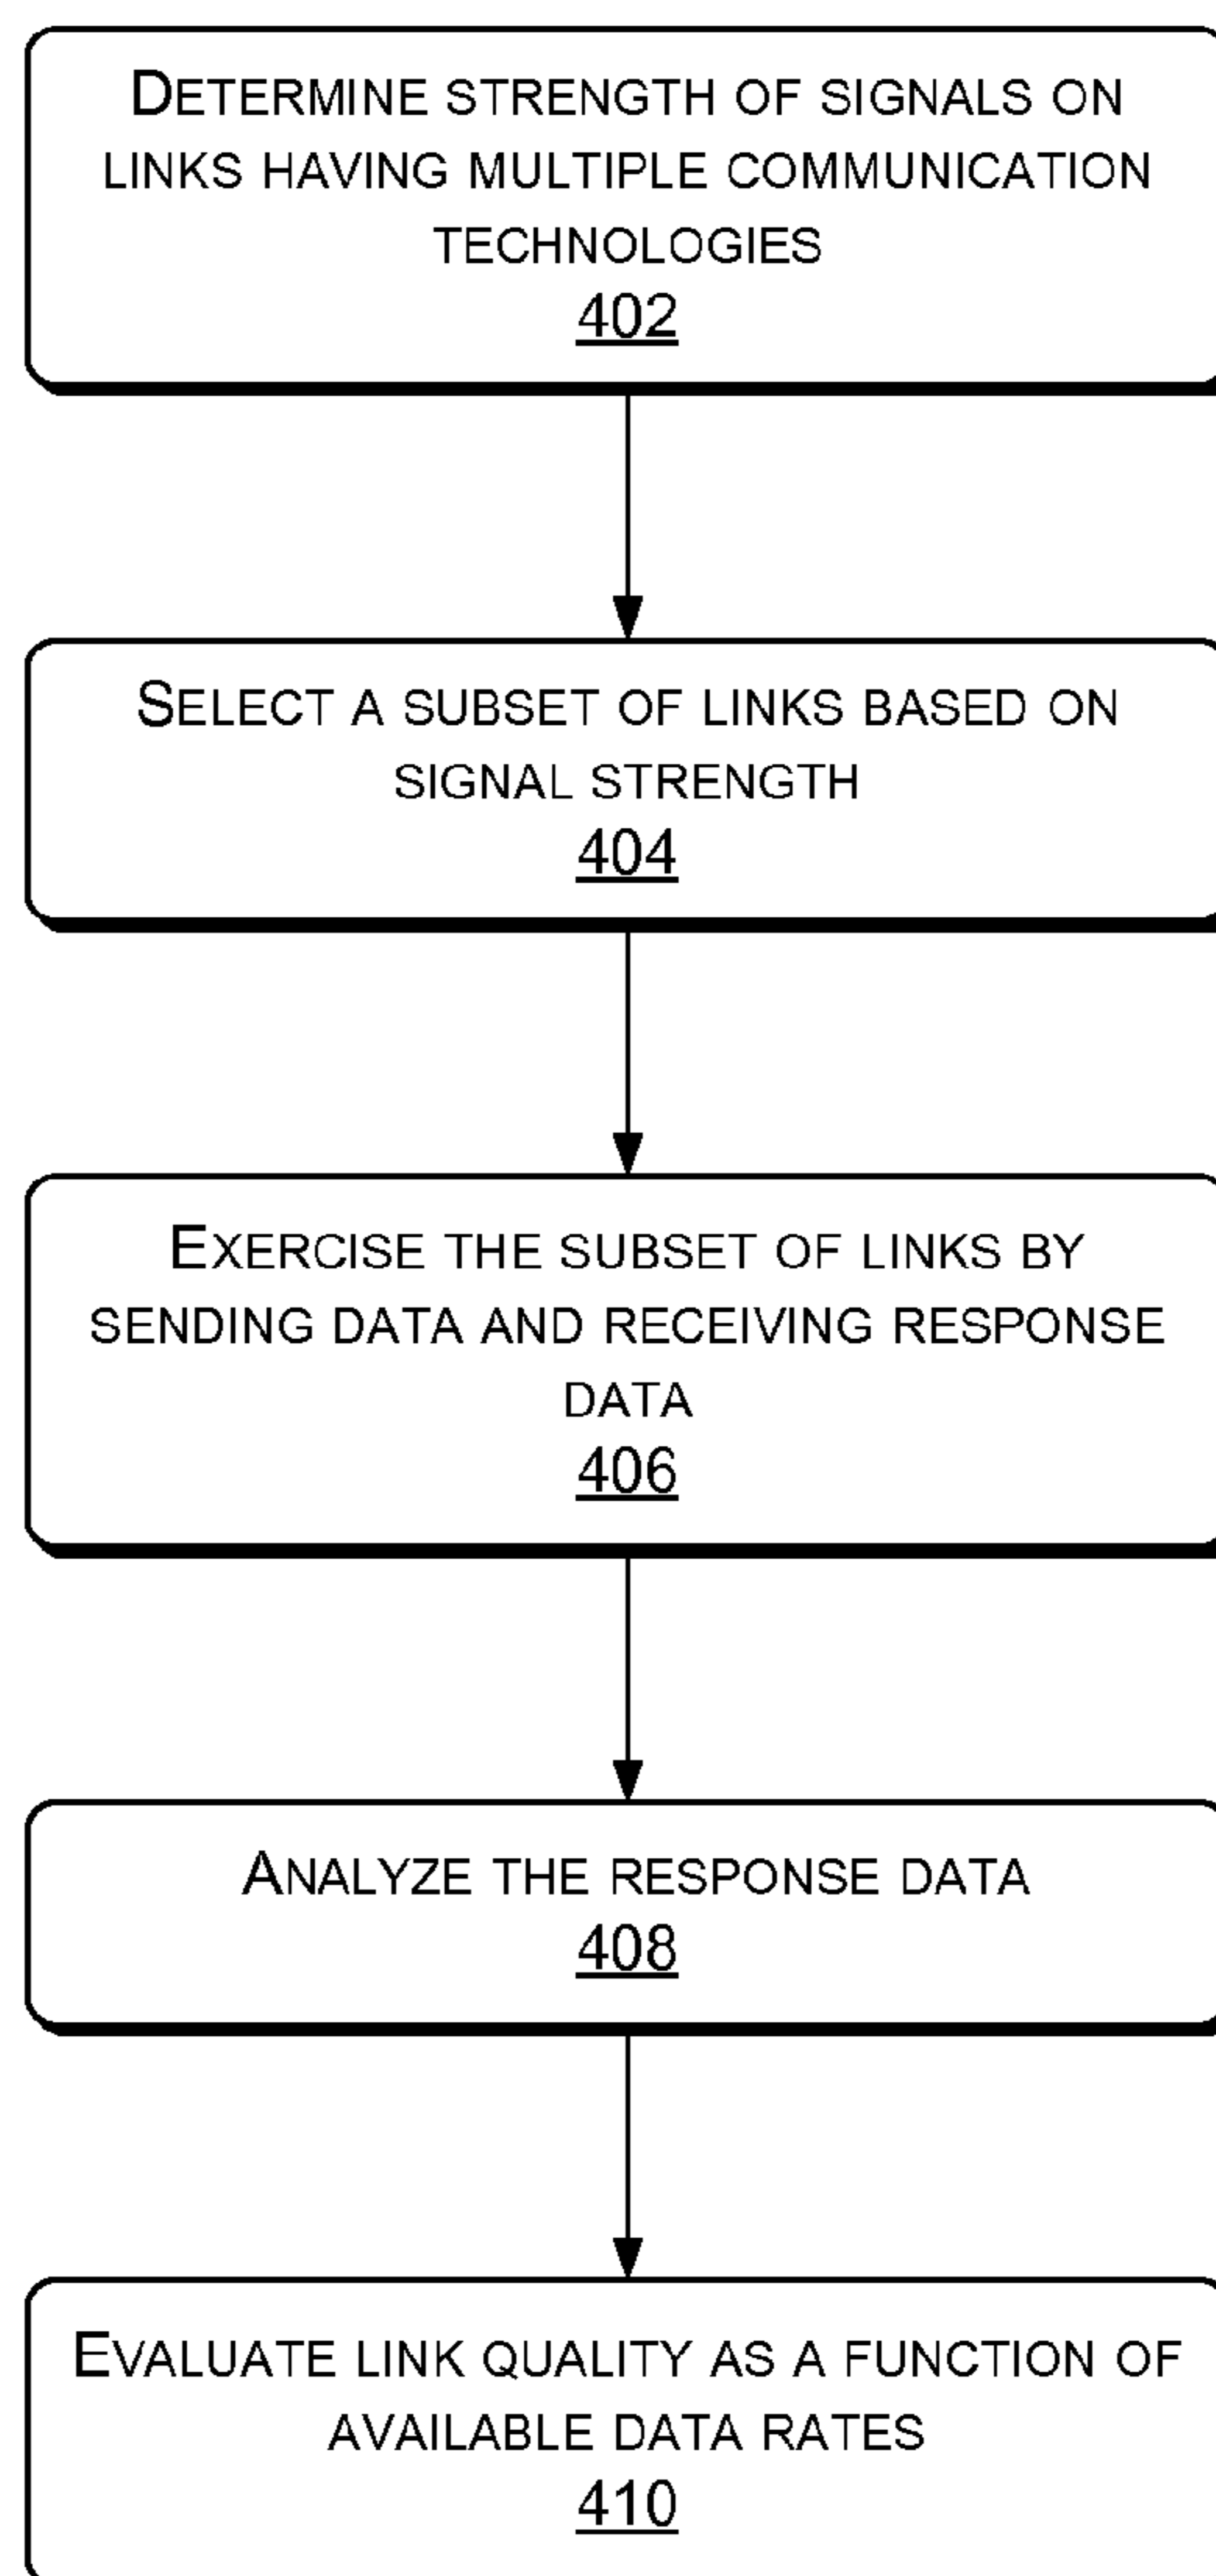 DETERMINE STRENGTH OF SIGNALS ON
LINKS HAVING MULTIPLE COMMUNICATION
TECHNOLOGIES
402
SELECT A SUBSET OF LINKS BASED ON
SIGNAL STRENGTH
404
EXERCISE THE SUBSET OF LINKS BY
SENDING DATA AND RECEIVING RESPONSE
DATA
406
ANALYZE THE RESPONSE DATA
408
EVALUATE LINK QUALITY AS A FUNCTION OF
AVAILABLE DATA RATES
410